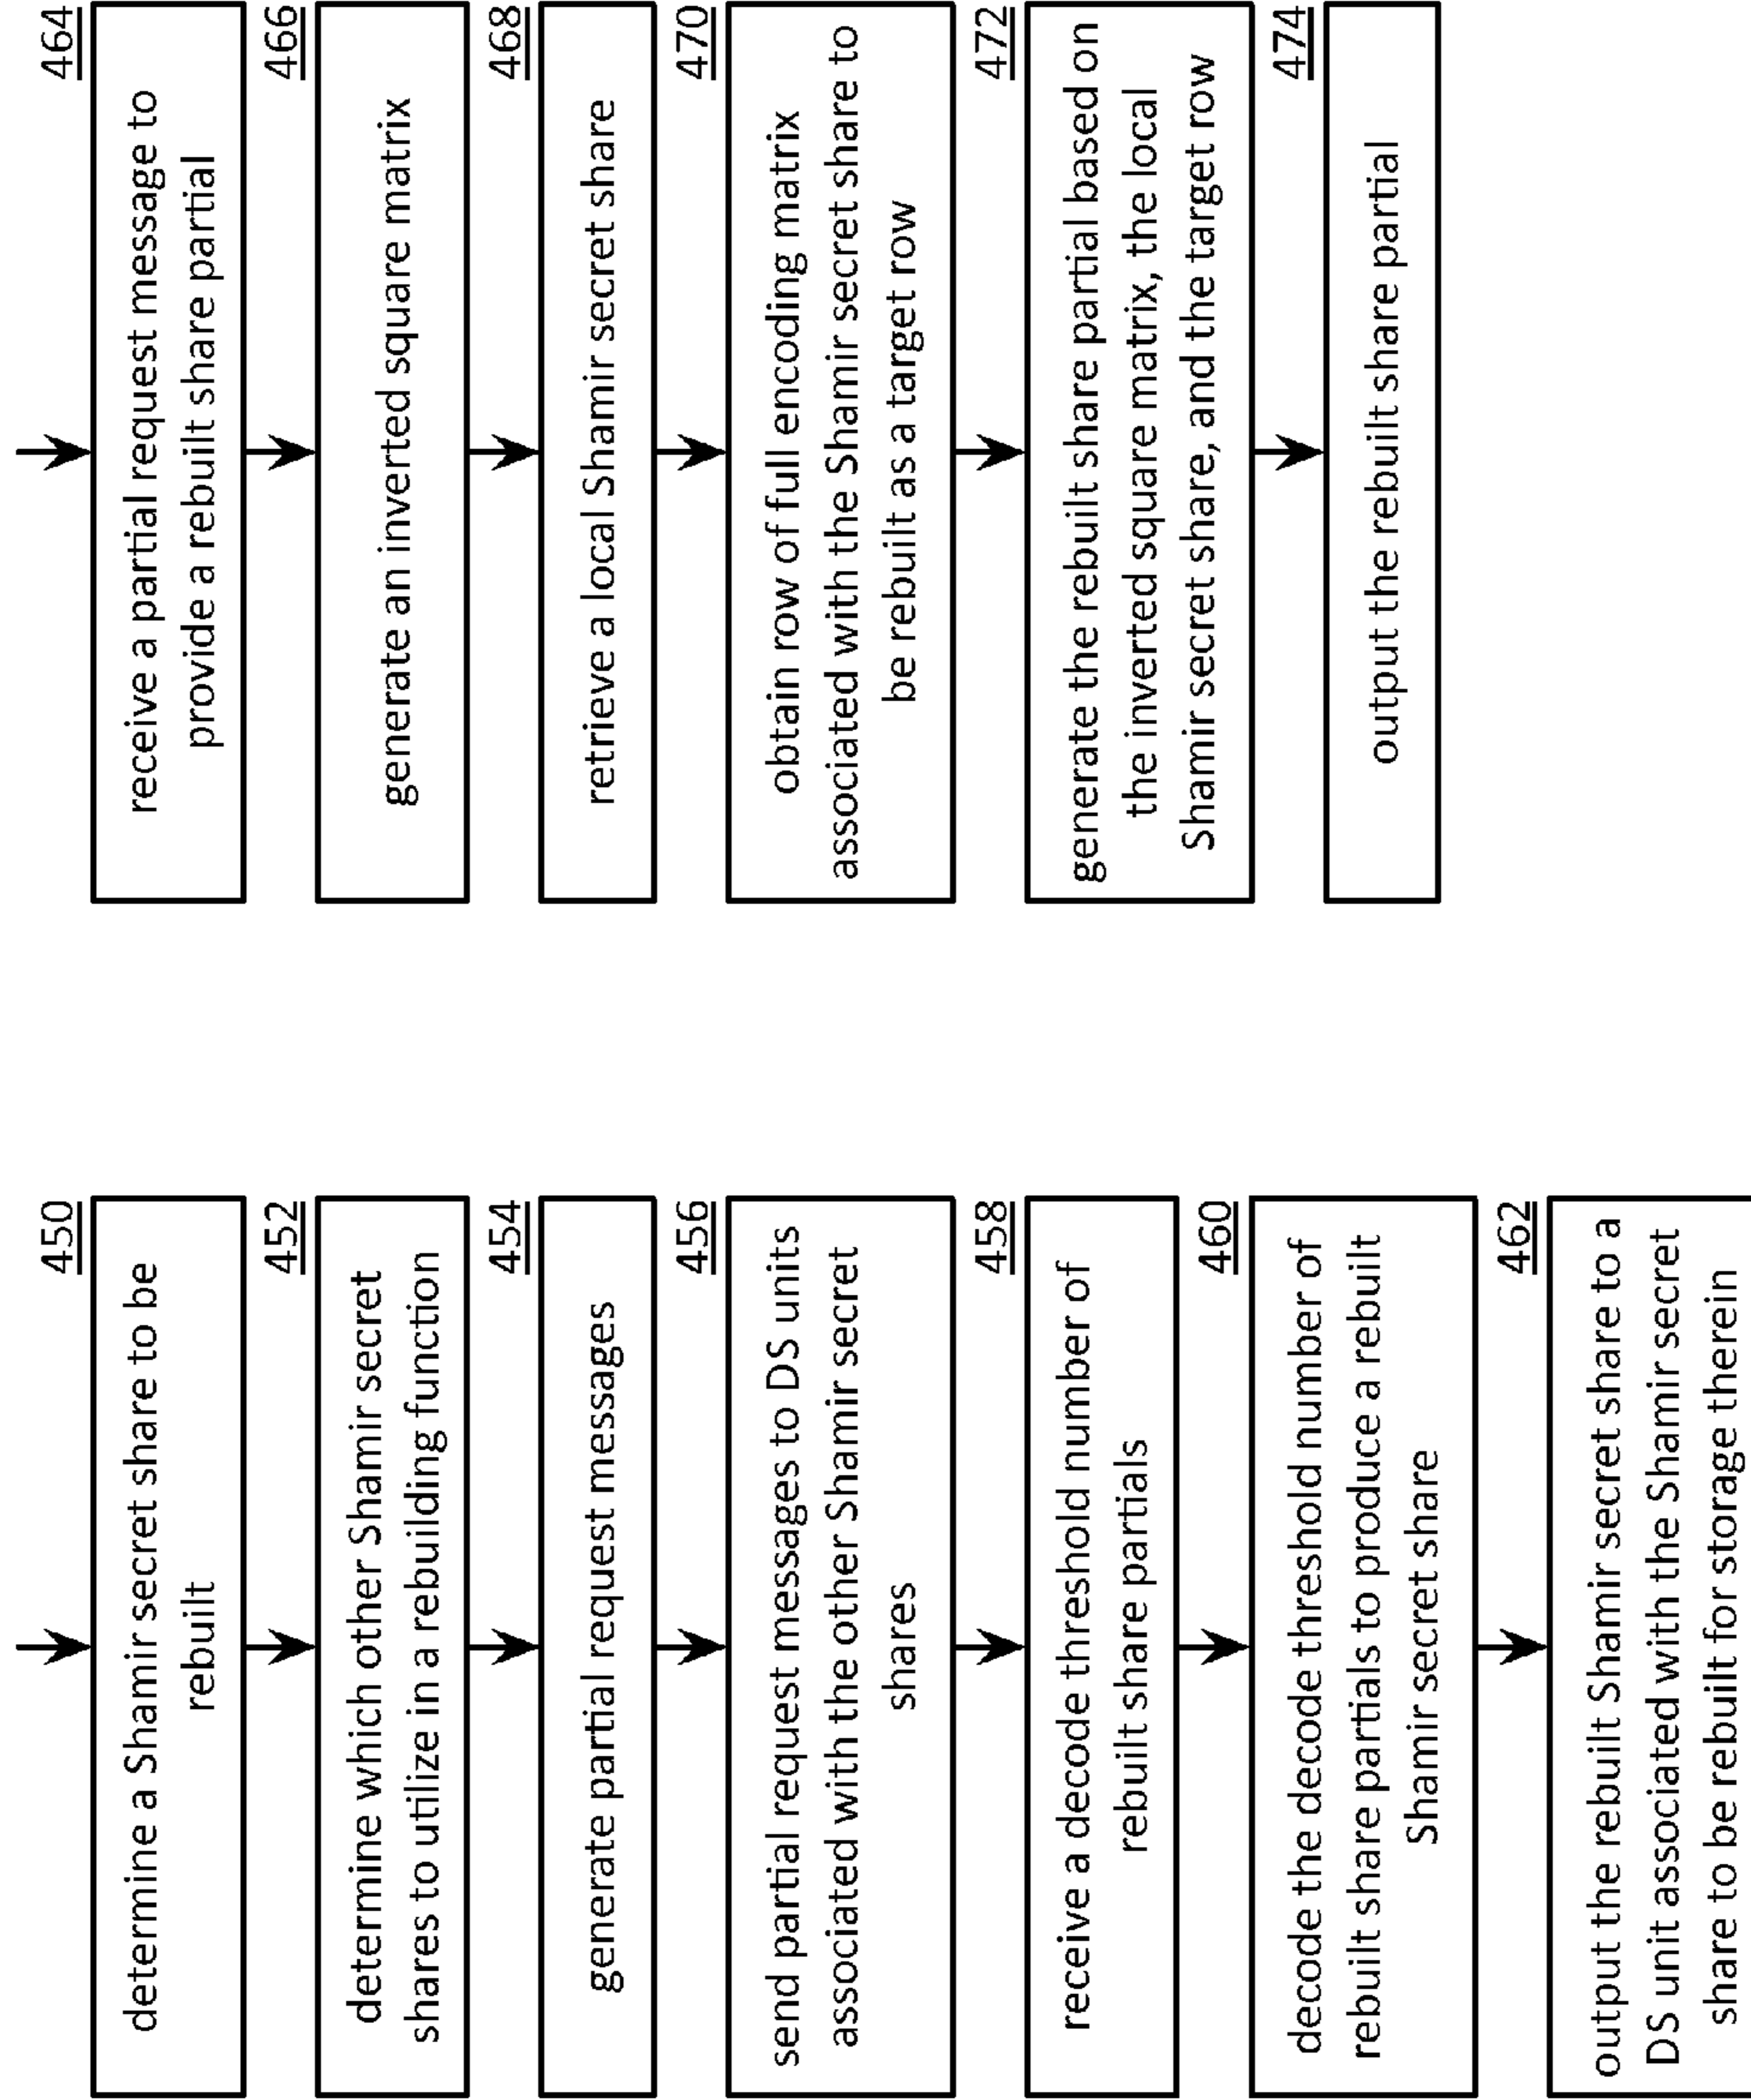 450
determine a Shamir secret share to be
rebuilt
452
determine which other Shamir secret
shares to utilize in a rebuilding function
454
generate partial request messages
456
send partial request messages to DS units
associated with the other Shamir secret
shares
458
receive a decode threshold number of
rebuilt share partials
460
decode the decode threshold number of
rebuilt share partials to produce a rebuilt
Shamir secret share
462
output the rebuilt Shamir secret share to a
DS unit associated with the Shamir secret
share to be rebuilt for storage therein
464
receive a partial request message to
provide a rebuilt share partial
466
generate an inverted square matrix
468
retrieve a local Shamir secret share
470
obtain row of full encoding matrix
associated with the Shamir secret share to
be rebuilt as a target row
472
generate the rebuilt share partial based on
the inverted square matrix, the local
Shamir secret share, and the target row
474
output the rebuilt share partial